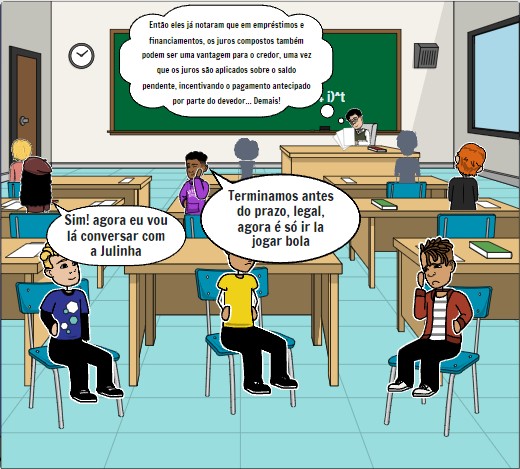 Então eles já notaram que em empréstimos e
financiamentos, os juros compostos também
podem ser uma vantagem para o credor, uma vez
que os juros são aplicados sobre o saldo
pendente, incentivando o pagamento antecipado
por parte do devedor... Demais!
i)^t
Terminamos antes
do prazo, legal,
agora é só ir la
jogar bola
Sim! agora eu vou
lá conversar com
a Julinha